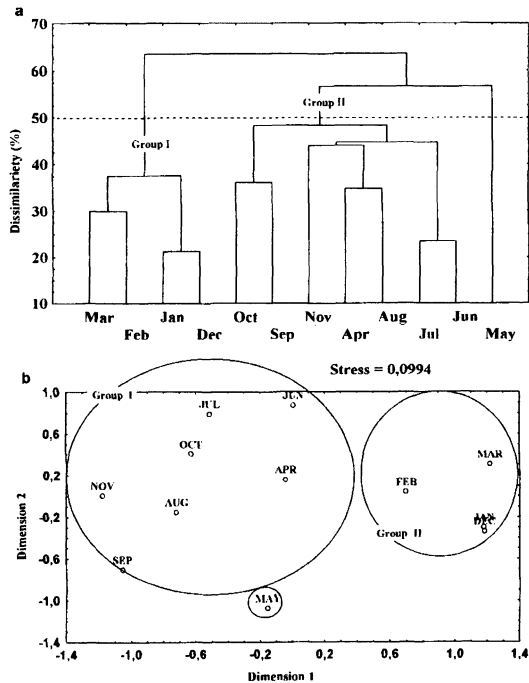 a
70
60
50
40
30
20
10
Dissimilariety (%)
Group I
Group II
Mar Jan Oct Nov Aug Jun
Feb Dec Sep Apr Jul May
Stress = 0,0994
b
1,0
0,6
0,2
-0,2
-0,6
-1,0
-1,4
Dimension 2
Group I
JUL
JUN
OCT
APR
NOV
AUG
SEP
MAY
MAR
FEB
JAN
DEC
Group II
-1,4 -1,0 -0,6 -0,2 0,2 0,6 1,0 1,4
Dimension 1